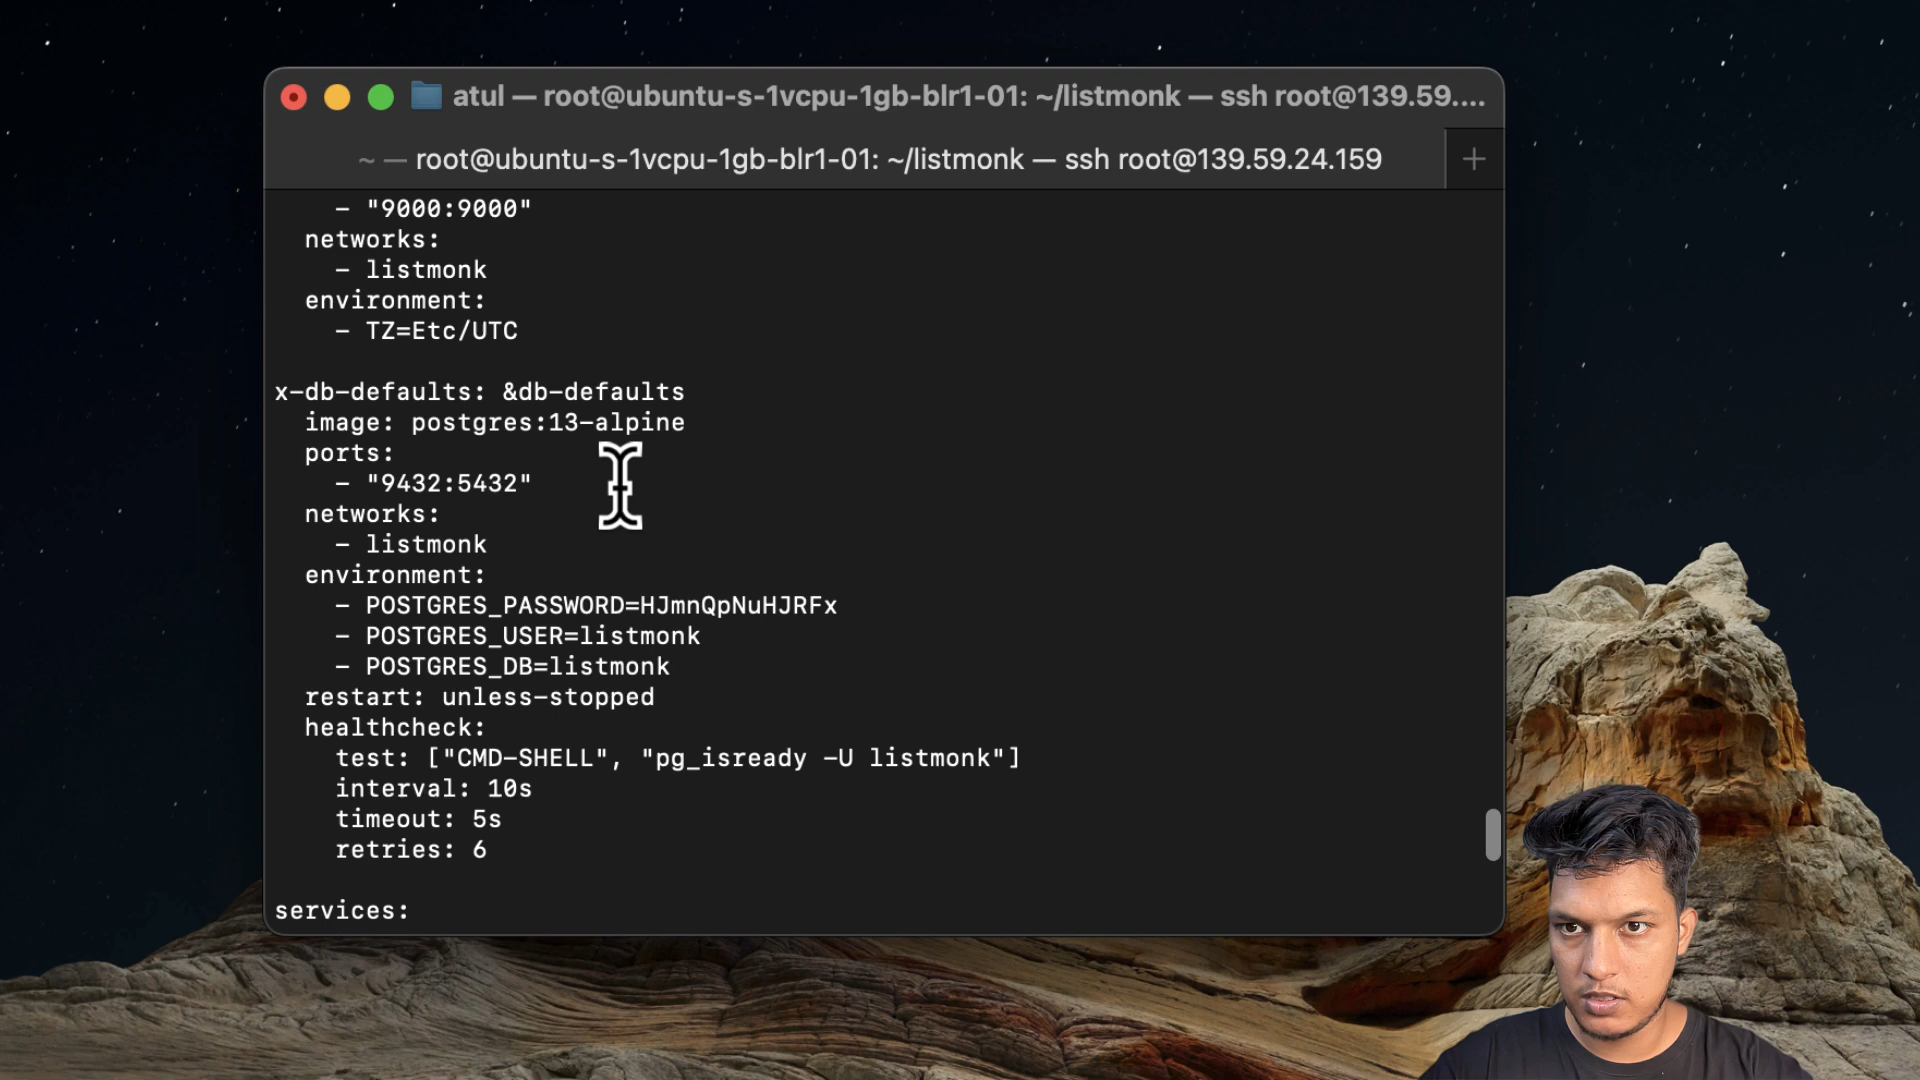 atul — root@ubuntu-s-1vcpu-1gb-blr1-01: ~/listmonk — ssh root@139.59....
~ — root@ubuntu-s-1vcpu-1gb-blr1-01: ~/listmonk — ssh root@139.59.24.159
- "9000:9000"
networks:
- listmonk
environment:
- TZ=Etc/UTC
x-db-defaults: &db-defaults
image: postgres:13-alpine
ports:
- "9432:5432"
networks:
- listmonk
environment:
- POSTGRES_PASSWORD=HJmnQpNuHJRFx
- POSTGRES_USER=listmonk
- POSTGRES_DB=listmonk
restart: unless-stopped
healthcheck:
test: ["CMD-SHELL", "pg_isready -U listmonk"]
interval: 10s
timeout: 5s
retries: 6
services: